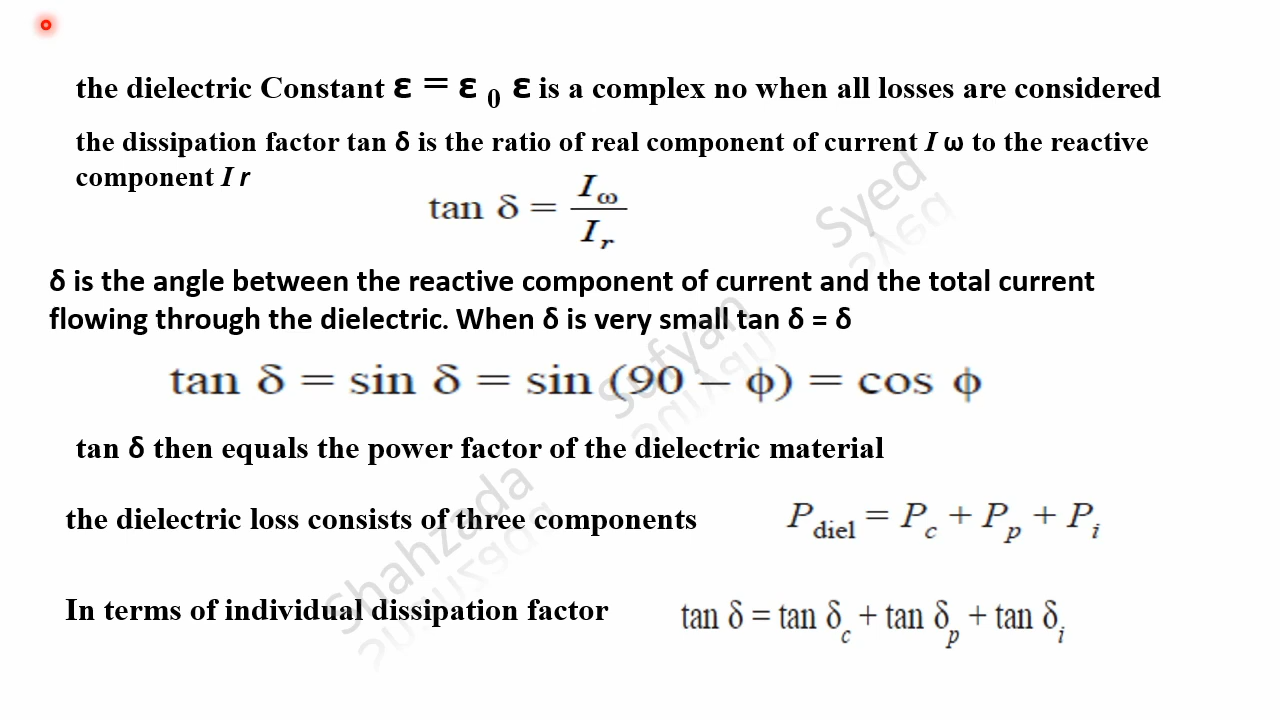 the dielectric Constant ε = ε 0 ε is a complex no when all losses are considered
the dissipation factor tan δ is the ratio of real component of current I ω to the reactive
component I r
tan δ = Iω / Ir
δ is the angle between the reactive component of current and the total current
flowing through the dielectric. When δ is very small tan δ = δ
tan δ = sin δ = sin (90 − ϕ) = cos ϕ
tan δ then equals the power factor of the dielectric material
the dielectric loss consists of three components
Pdiel = Pc + Pp + Pi
In terms of individual dissipation factor
tan δ = tan δc + tan δp + tan δi
Shahzada Sufyan Syed